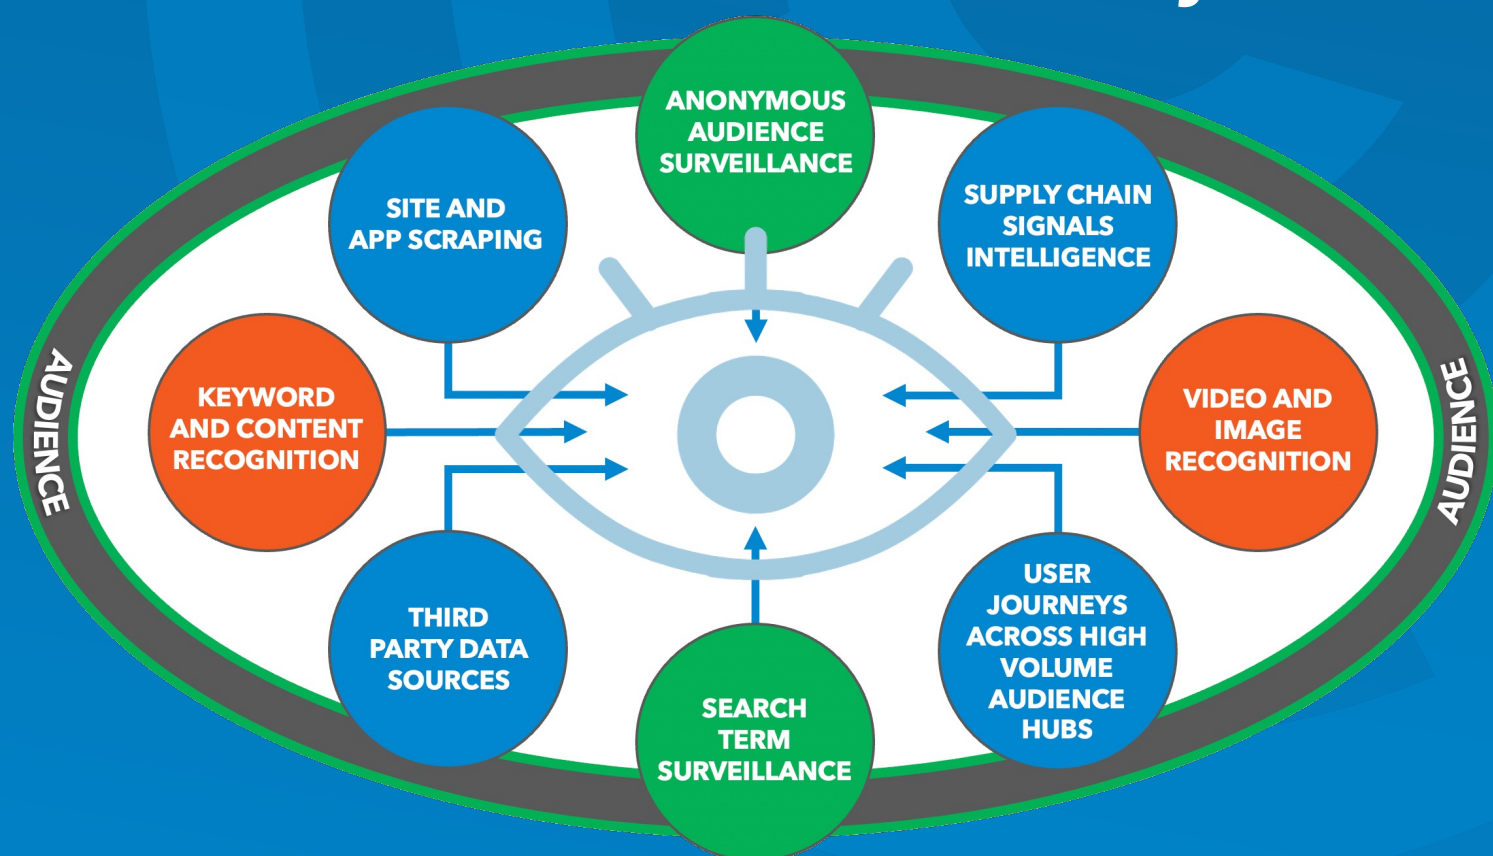 ANONYMOUS
AUDIENCE
SURVEILLANCE
SITE AND
APP SCRAPING
SUPPLY CHAIN
SIGNALS
INTELLIGENCE
KEYWORD
AND CONTENT
RECOGNITION
VIDEO AND
IMAGE
RECOGNITION
AUDIENCE
AUDIENCE
THIRD
PARTY DATA
SOURCES
USER
JOURNEYS
ACROSS HIGH
VOLUME
AUDIENCE
HUBS
SEARCH
TERM
SURVEILLANCE